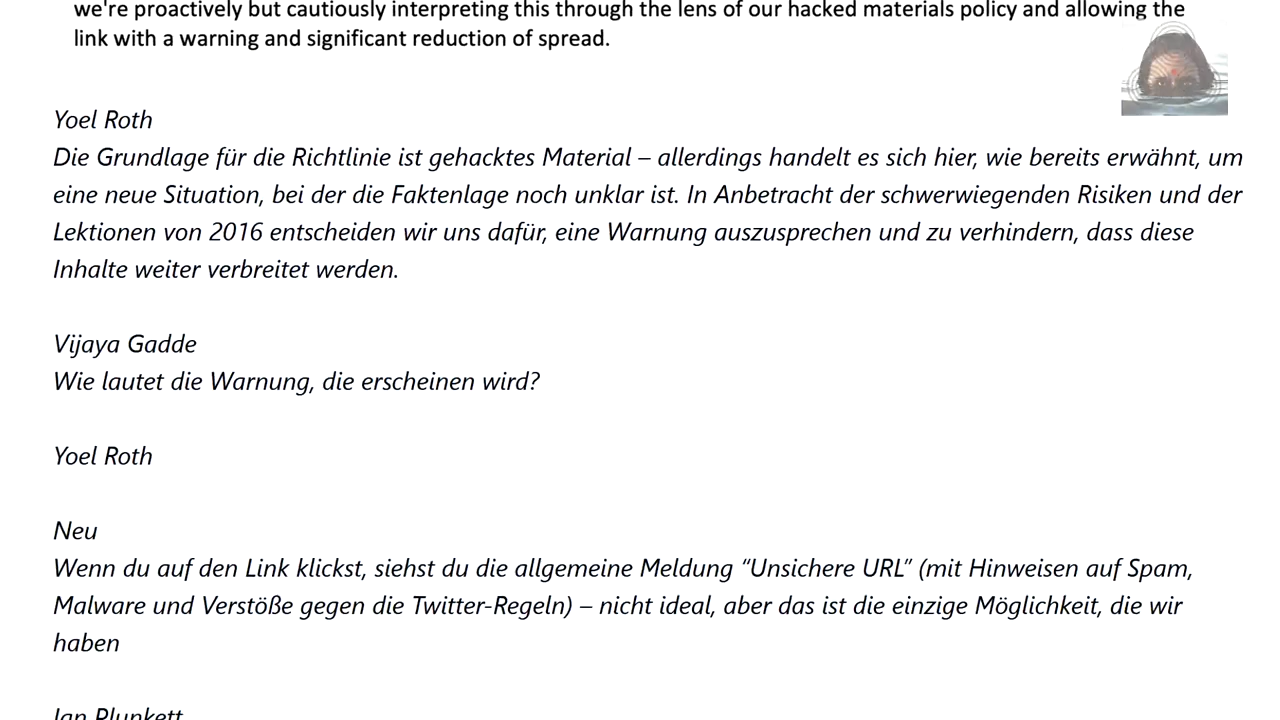 we're proactively but cautiously interpreting this through the lens of our hacked materials policy and allowing the
link with a warning and significant reduction of spread.
Yoel Roth
Die Grundlage für die Richtlinie ist gehacktes Material – allerdings handelt es sich hier, wie bereits erwähnt, um
eine neue Situation, bei der die Faktenlage noch unklar ist. In Anbetracht der schwerwiegenden Risiken und der
Lektionen von 2016 entscheiden wir uns dafür, eine Warnung auszusprechen und zu verhindern, dass diese
Inhalte weiter verbreitet werden.
Vijaya Gadde
Wie lautet die Warnung, die erscheinen wird?
Yoel Roth
Neu
Wenn du auf den Link klickst, siehst du die allgemeine Meldung “Unsichere URL” (mit Hinweisen auf Spam,
Malware und Verstöße gegen die Twitter-Regeln) – nicht ideal, aber das ist die einzige Möglichkeit, die wir
haben
Ian Plunkett